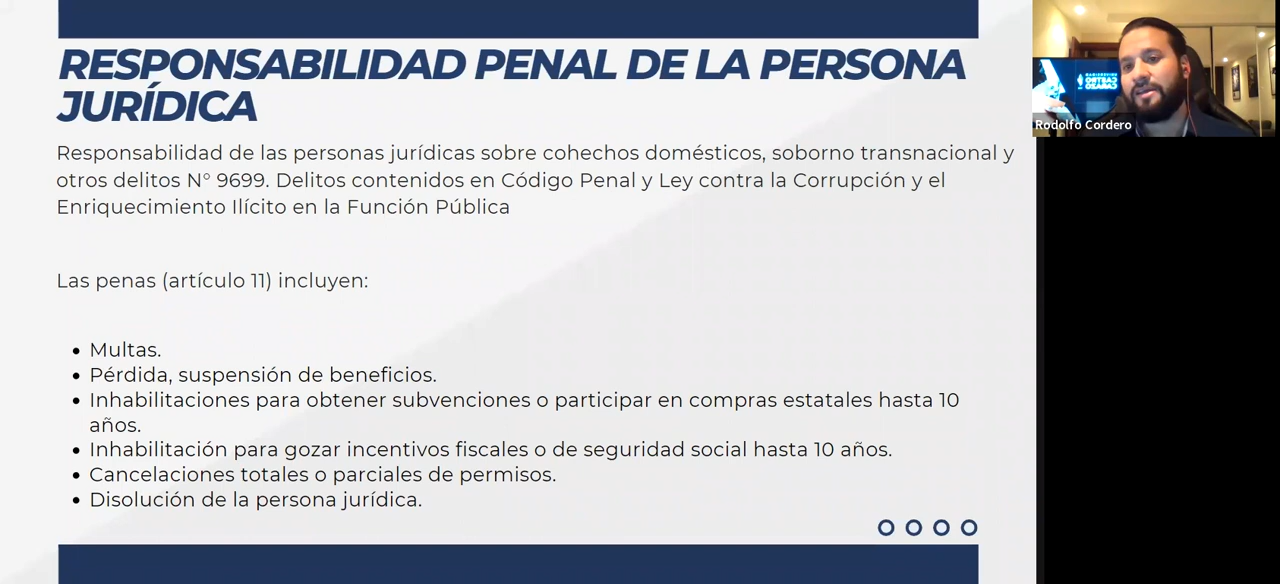 RESPONSABILIDAD PENAL DE LA PERSONA
JURÍDICA
Responsabilidad de las personas jurídicas sobre cohechos domésticos, soborno transnacional y
otros delitos N° 9699. Delitos contenidos en Código Penal y Ley contra la Corrupción y el
Enriquecimiento Ilícito en la Función Pública
Las penas (artículo 11) incluyen:
Multas.
Pérdida, suspensión de beneficios.
Inhabilitaciones para obtener subvenciones o participar en compras estatales hasta 10
años.
Inhabilitación para gozar incentivos fiscales o de seguridad social hasta 10 años.
Cancelaciones totales o parciales de permisos.
Disolución de la persona jurídica.
Rodolfo Cordero